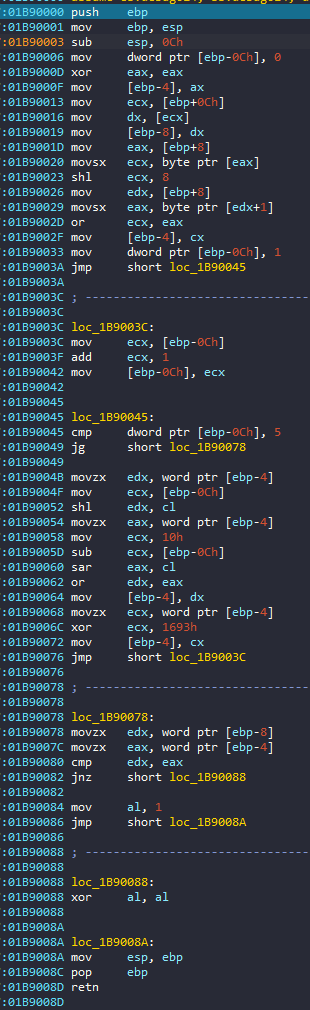 :01B90000 push ebp
:01B90001 mov ebp, esp
:01B90003 sub esp, 0Ch
:01B90006 mov dword ptr [ebp-0Ch], 0
:01B9000D xor eax, eax
:01B9000F mov [ebp-4], ax
:01B90013 mov ecx, [ebp+0Ch]
:01B90016 mov dx, [ecx]
:01B90019 mov [ebp-8], dx
:01B9001D mov eax, [ebp+8]
:01B90020 movsx ecx, byte ptr [eax]
:01B90023 shl ecx, 8
:01B90026 mov edx, [ebp+8]
:01B90029 movsx eax, byte ptr [edx+1]
:01B9002D or ecx, eax
:01B9002F mov [ebp-4], cx
:01B90033 mov dword ptr [ebp-0Ch], 1
:01B9003A jmp short loc_1B90045
:01B9003A
:01B9003C ; ---------------------------------
:01B9003C
:01B9003C loc_1B9003C:
:01B9003C mov ecx, [ebp-0Ch]
:01B9003F add ecx, 1
:01B90042 mov [ebp-0Ch], ecx
:01B90042
:01B90045
:01B90045 loc_1B90045:
:01B90045 cmp dword ptr [ebp-0Ch], 5
:01B90049 jg short loc_1B90078
:01B90049
:01B9004B movzx edx, word ptr [ebp-4]
:01B9004F mov ecx, [ebp-0Ch]
:01B90052 shl edx, cl
:01B90054 movzx eax, word ptr [ebp-4]
:01B90058 mov ecx, 10h
:01B9005D sub ecx, [ebp-0Ch]
:01B90060 sar eax, cl
:01B90062 or edx, eax
:01B90064 mov [ebp-4], dx
:01B90068 movzx ecx, word ptr [ebp-4]
:01B9006C xor ecx, 1693h
:01B90072 mov [ebp-4], cx
:01B90076 jmp short loc_1B9003C
:01B90076
:01B90078 ; ---------------------------------
:01B90078
:01B90078 loc_1B90078:
:01B90078 movzx edx, word ptr [ebp-8]
:01B9007C movzx eax, word ptr [ebp-4]
:01B90080 cmp edx, eax
:01B90082 jnz short loc_1B90088
:01B90082
:01B90084 mov al, 1
:01B90086 jmp short loc_1B9008A
:01B90086
:01B90088 ; ---------------------------------
:01B90088
:01B90088 loc_1B90088:
:01B90088 xor al, al
:01B90088
:01B9008A
:01B9008A loc_1B9008A:
:01B9008A mov esp, ebp
:01B9008C pop ebp
:01B9008D retn
:01B9008D